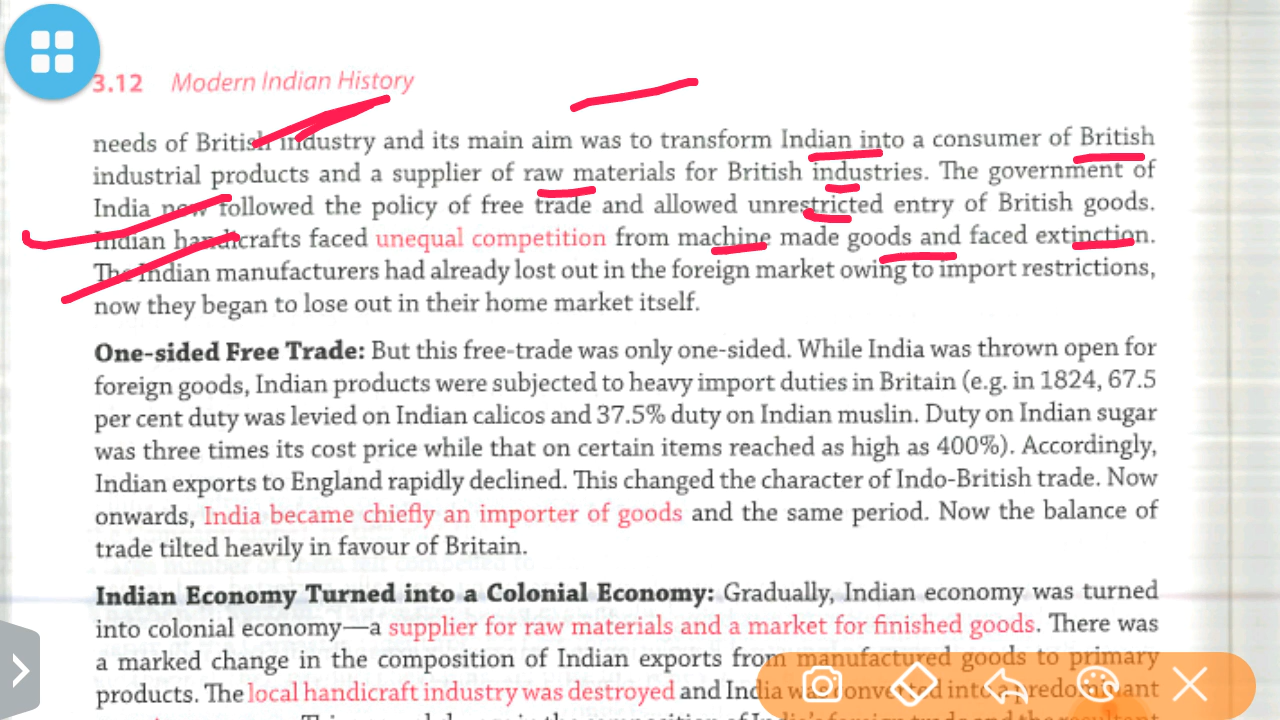 3.12 Modern Indian History
needs of British industry and its main aim was to transform Indian into a consumer of British
industrial products and a supplier of raw materials for British industries. The government of
India now followed the policy of free trade and allowed unrestricted entry of British goods.
Indian handicrafts faced unequal competition from machine made goods and faced extinction.
The Indian manufacturers had already lost out in the foreign market owing to import restrictions,
now they began to lose out in their home market itself.
One-sided Free Trade: But this free-trade was only one-sided. While India was thrown open for
foreign goods, Indian products were subjected to heavy import duties in Britain (e.g. in 1824, 67.5
per cent duty was levied on Indian calicos and 37.5% duty on Indian muslin. Duty on Indian sugar
was three times its cost price while that on certain items reached as high as 400%). Accordingly,
Indian exports to England rapidly declined. This changed the character of Indo-British trade. Now
onwards, India became chiefly an importer of goods and the same period. Now the balance of
trade tilted heavily in favour of Britain.
Indian Economy Turned into a Colonial Economy: Gradually, Indian economy was turned
into colonial economy—a supplier for raw materials and a market for finished goods. There was
a marked change in the composition of Indian exports from manufactured goods to primary
products. The local handicraft industry was destroyed and India was converted into a predominant